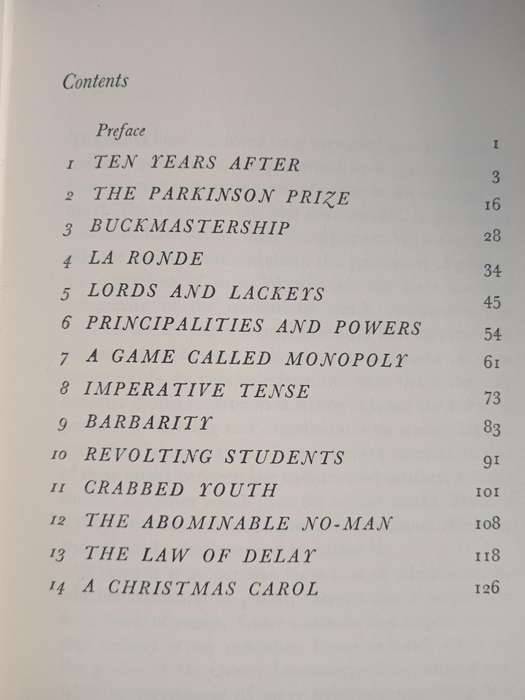 Contents
Preface 1
1 TEN YEARS AFTER 3
2 THE PARKINSON PRIZE 16
3 BUCKMASTERSHIP 28
4 LA RONDE 34
5 LORDS AND LACKEYS 45
6 PRINCIPALITIES AND POWERS 54
7 A GAME CALLED MONOPOLY 61
8 IMPERATIVE TENSE 73
9 BARBARITY 83
10 REVOLTING STUDENTS 91
11 CRABBED YOUTH 101
12 THE ABOMINABLE NO-MAN 108
13 THE LAW OF DELAY 118
14 A CHRISTMAS CAROL 126